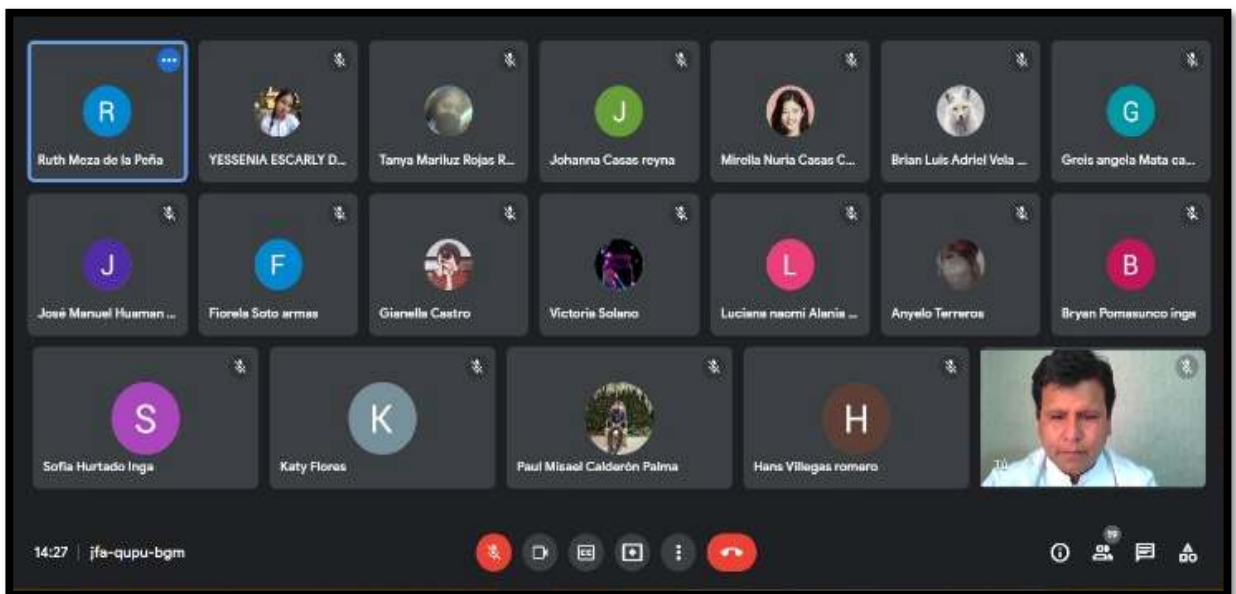 R
Ruth Meza de la Peña
YESSENIA ESCARLY D...
Tanya Mariluz Rojas R...
J
Johanna Casas reyna
Mirella Nuria Casas C...
Brian Luis Adriel Vela ...
G
Greis angela Mata ca...
J
José Manuel Huaman ...
F
Fiorela Soto armas
Gianella Castro
Victoria Solano
L
Luciana naomi Alania ...
Anyelo Terreros
B
Bryan Pomasunco inga
S
Sofia Hurtado Inga
K
Katy Flores
Paul Misael Calderón Palma
H
Hans Villegas romero
Tú
14:27 | jfa-qupu-bgm
CC
19